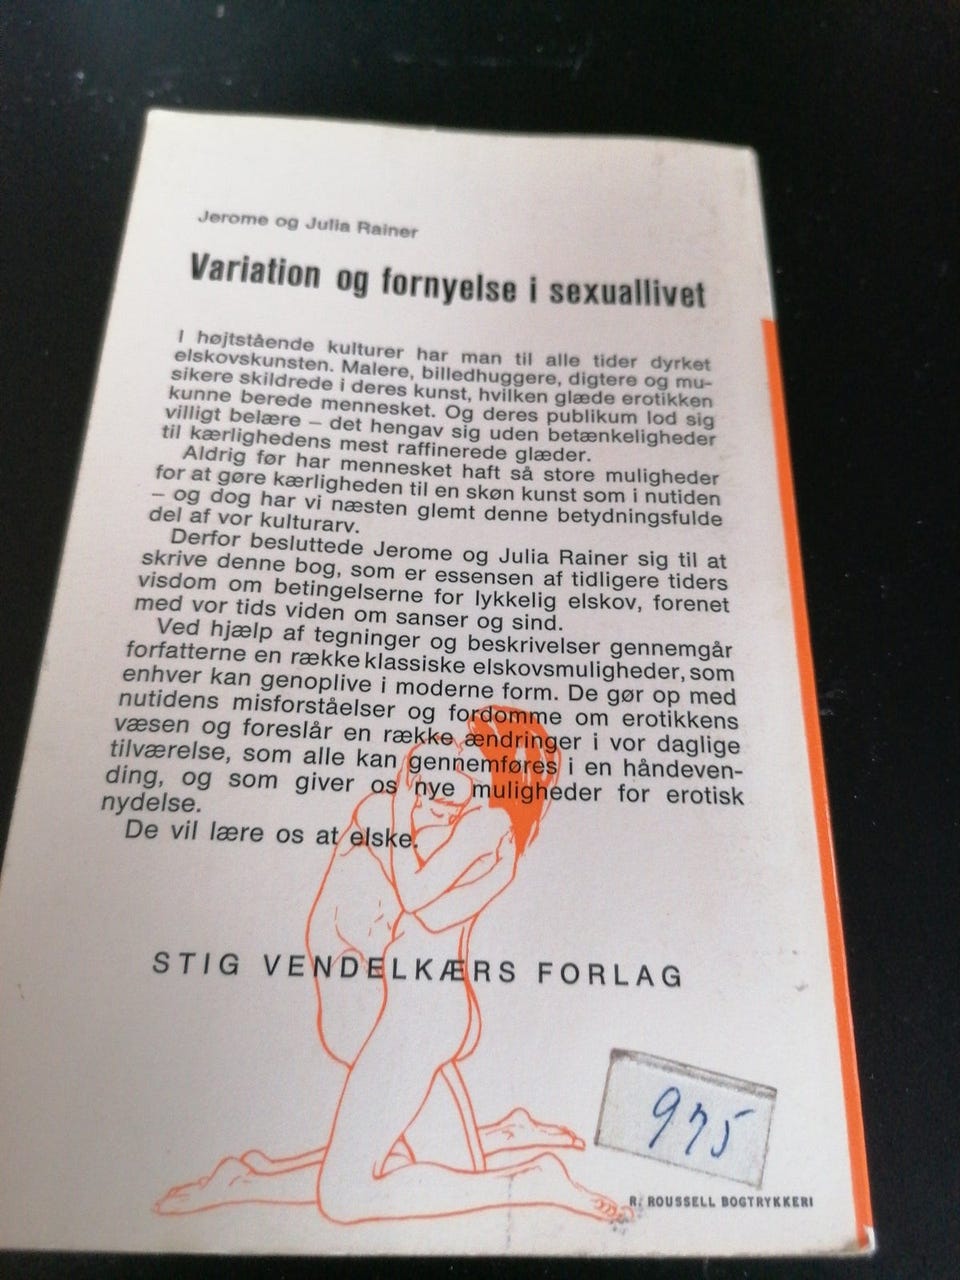 Jerome og Julia Rainer
Variation og fornyelse i sexuallivet
I højtstående kulturer har man til alle tider dyrket
elskovskunsten. Malere, billedhuggere, digtere og mu-
sikere skildrede i deres kunst, hvilken glæde erotikken
kunne berede mennesket. Og deres publikum lod sig
villigt belære – det hengav sig uden betænkeligheder
til kærlighedens mest raffinerede glæder.
Aldrig før har mennesket haft så store muligheder
for at gøre kærligheden til en skøn kunst som i nutiden
– og dog har vi næsten glemt denne betydningsfulde
del af vor kulturarv.
Derfor besluttede Jerome og Julia Rainer sig til at
skrive denne bog, som er essensen af tidligere tiders
visdom om betingelserne for lykkelig elskov, forenet
med vor tids viden om sanser og sind.
Ved hjælp af tegninger og beskrivelser gennemgår
forfatterne en række klassiske elskovsmuligheder, som
enhver kan genoplive i moderne form. De gør op med
nutidens misforståelser og fordomme om erotikkens
væsen og foreslår en række ændringer i vor daglige
tilværelse, som alle kan gennemføres i en håndeven-
ding, og som giver os nye muligheder for erotisk
nydelse.
De vil lære os at elske.
STIG VENDELKÆRS FORLAG
975
R. ROUSSELL BOGTRYKKERI